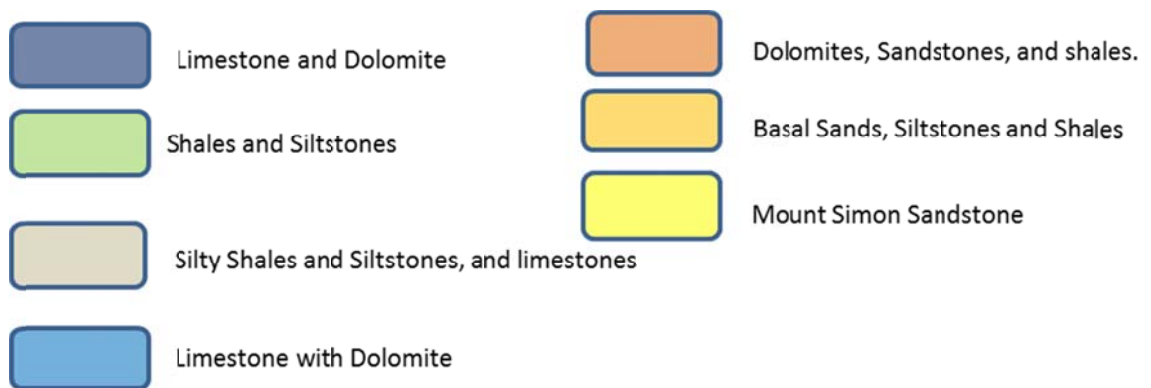 Limestone and Dolomite
Shales and Siltstones
Silty Shales and Siltstones, and limestones
Limestone with Dolomite
Dolomites, Sandstones, and shales.
Basal Sands, Siltstones and Shales
Mount Simon Sandstone